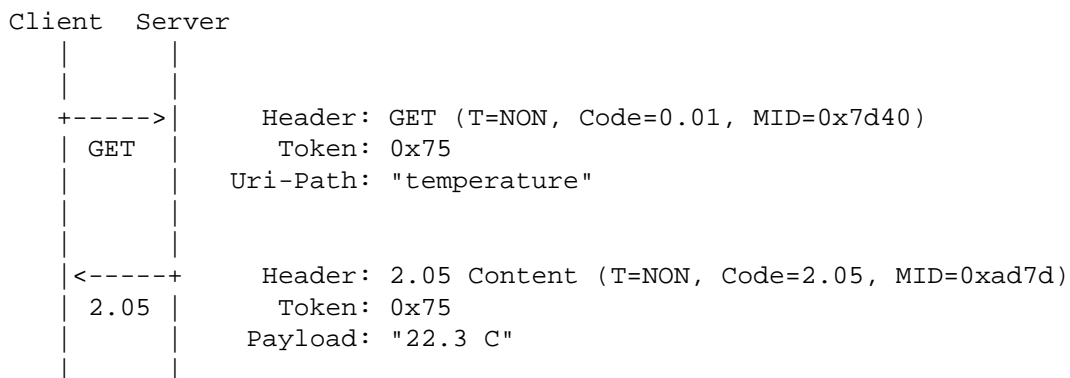 Client Server
Header: GET (T=NON, Code=0.01, MID=0x7d40)
GET Token: 0x75
Uri-Path: "temperature"
Header: 2.05 Content (T=NON, Code=2.05, MID=0xad7d)
2.05 Token: 0x75
Payload: "22.3 C"